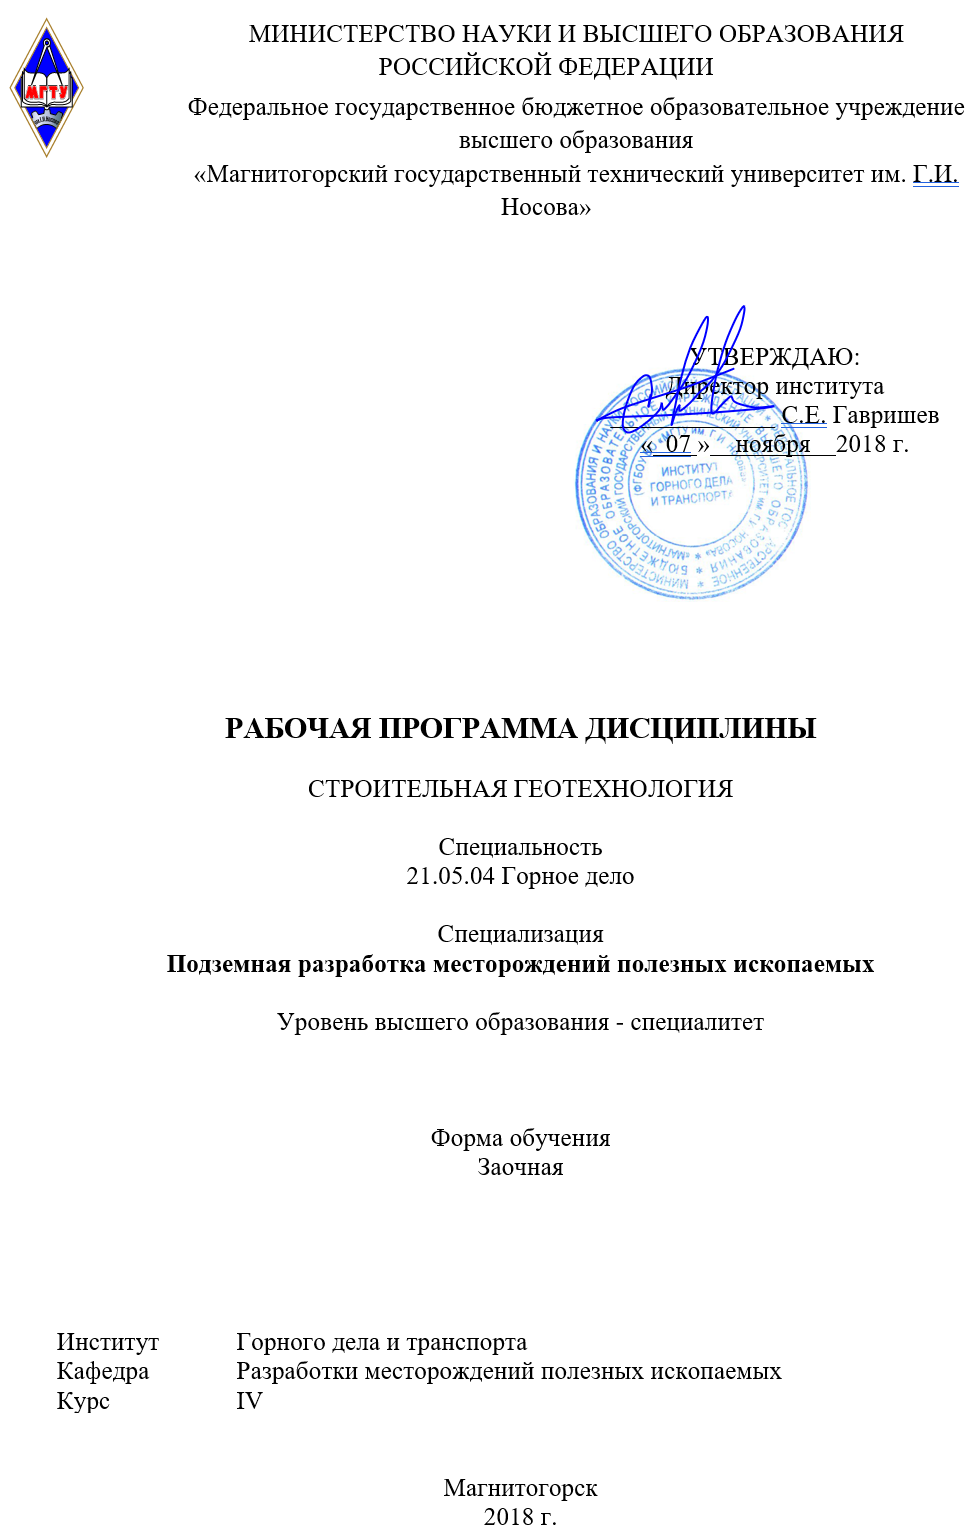 МИНИСТЕРСТВО НАУКИ И ВЫСШЕГО ОБРАЗОВАНИЯ
РОССИЙСКОЙ ФЕДЕРАЦИИ
МГТУ
Федеральное государственное бюджетное образовательное учреждение
высшего образования
«Магнитогорский государственный технический университет им. Г.И.
Носова»
УТВЕРЖДАЮ:
Директор института
С.Е. Гавришев
« 07 » ноября 2018 г.
ИНСТИТУТ
ГОРНОГО ДЕЛА
И ТРАНСПОРТА
РАБОЧАЯ ПРОГРАММА ДИСЦИПЛИНЫ
СТРОИТЕЛЬНАЯ ГЕОТЕХНОЛОГИЯ
Специальность
21.05.04 Горное дело
Специализация
Подземная разработка месторождений полезных ископаемых
Уровень высшего образования - специалитет
Форма обучения
Заочная
Институт Горного дела и транспорта
Кафедра Разработки месторождений полезных ископаемых
Курс IV
Магнитогорск
2018 г.